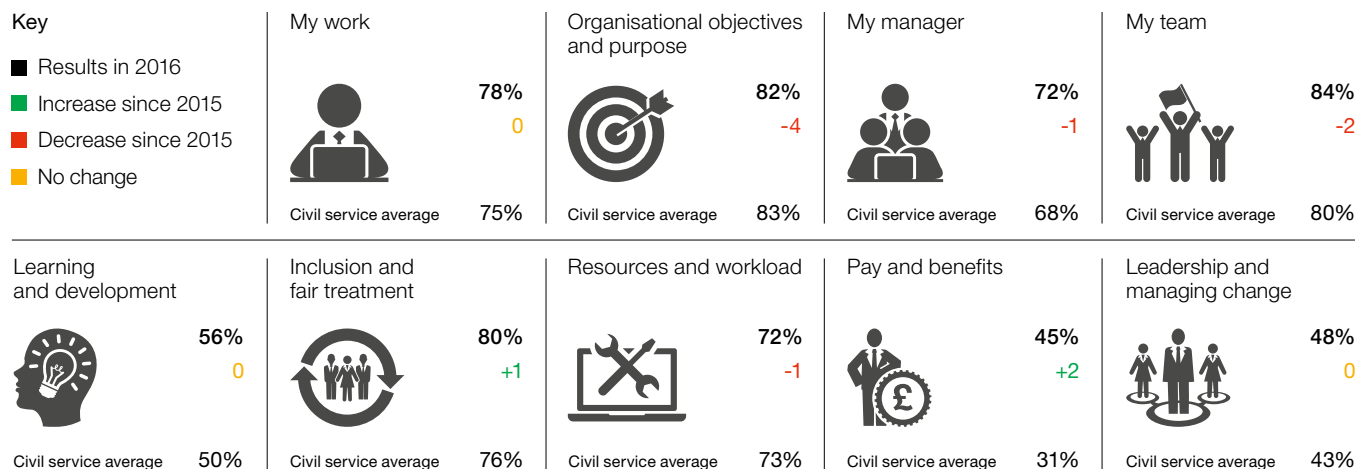 Key
Results in 2016
Increase since 2015
Decrease since 2015
No change
My work
78%
0
Civil service average 75%
Organisational objectives
and purpose
82%
-4
Civil service average 83%
My manager
72%
-1
Civil service average 68%
My team
84%
-2
Civil service average 80%
Learning
and development
56%
0
Civil service average 50%
Inclusion and
fair treatment
80%
+1
Civil service average 76%
Resources and workload
72%
-1
Civil service average 73%
Pay and benefits
45%
+2
£
Civil service average 31%
Leadership and
managing change
48%
0
Civil service average 43%